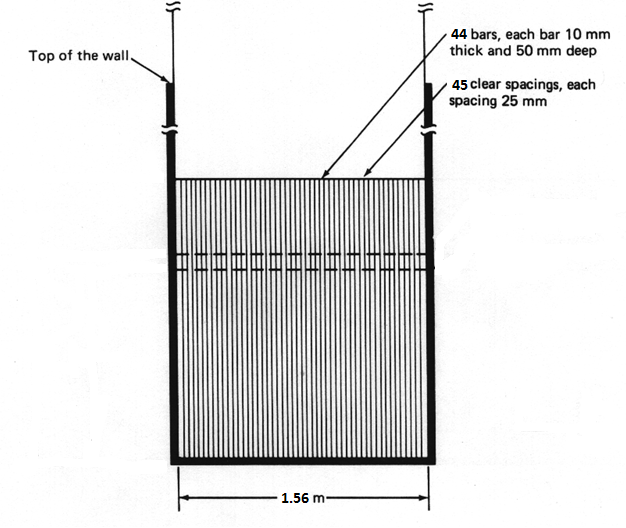 44 bars, each bar 10 mm
thick and 50 mm deep
Top of the wall
45 clear spacings, each
spacing 25 mm
1.56 m